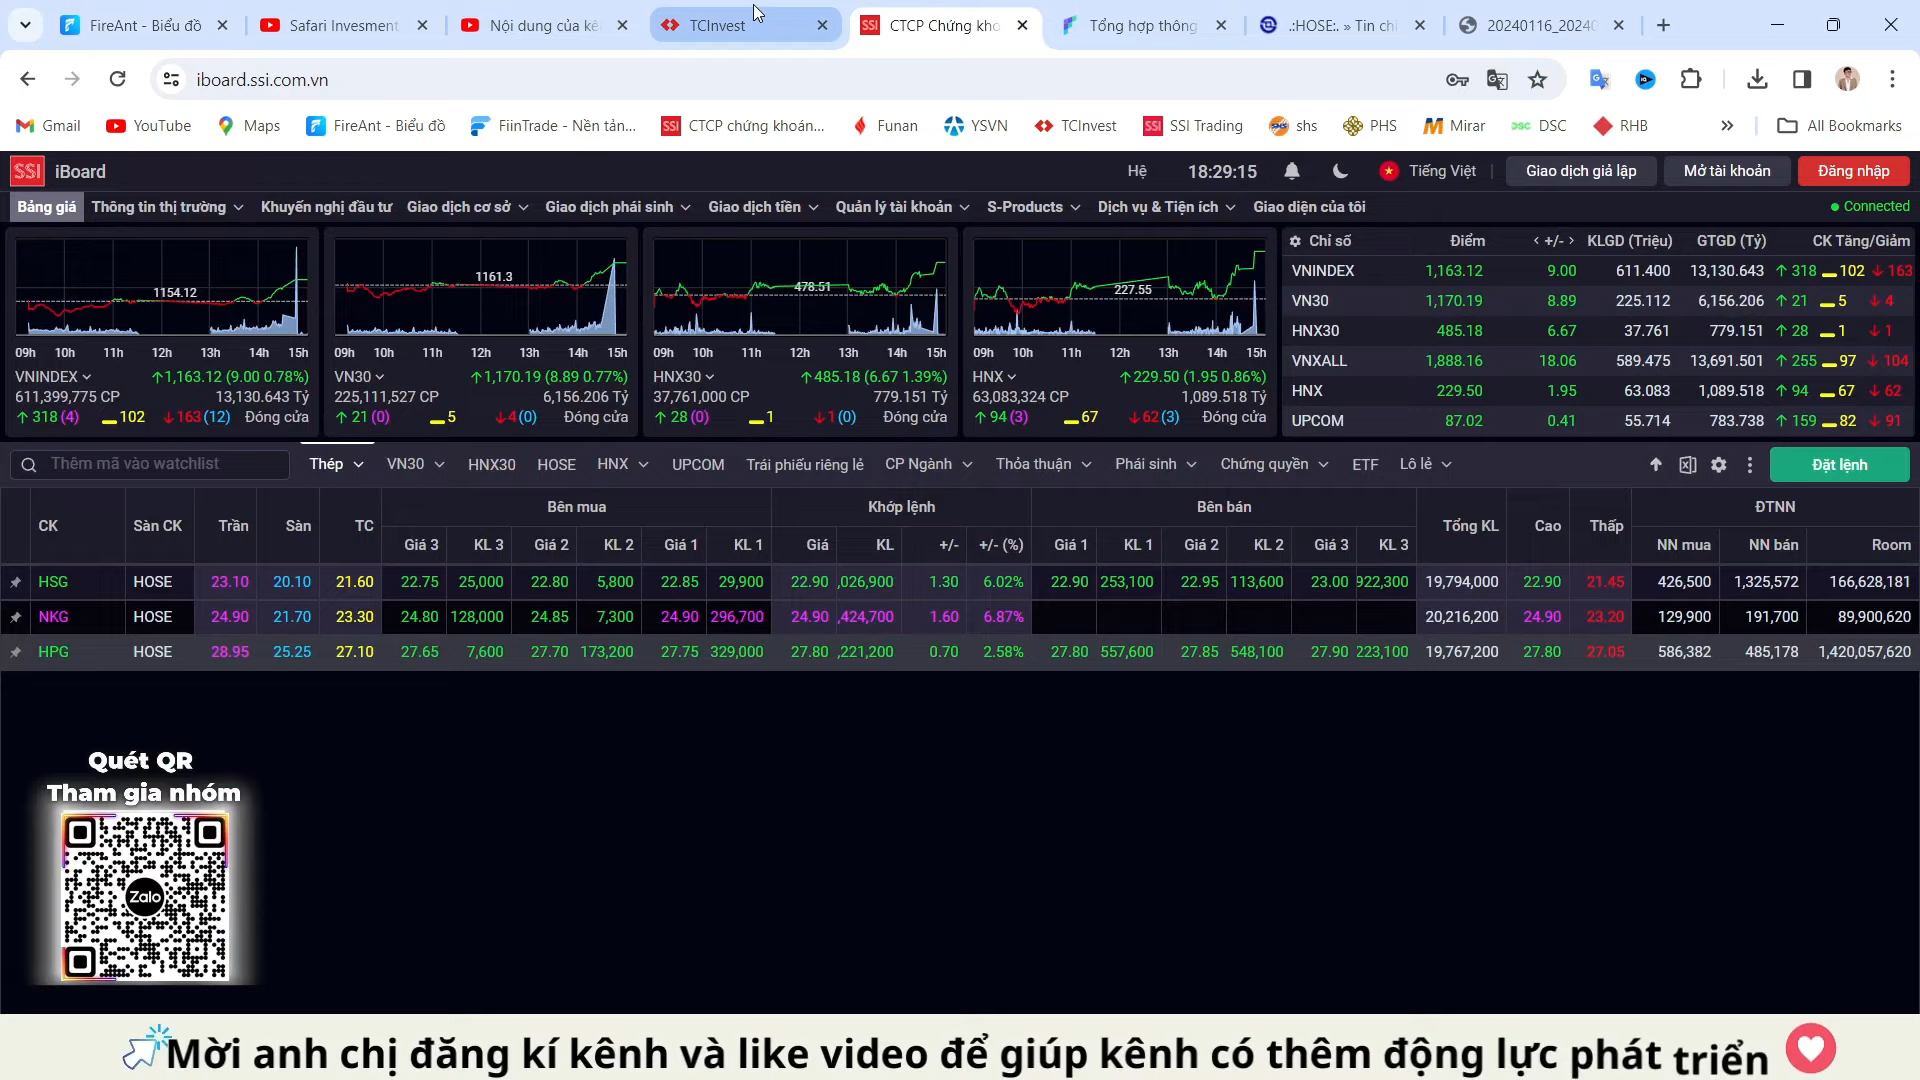 FireAnt - Biểu đồ
Safari Invesment
Nội dung của kê
TCInvest
SSI CTCP Chứng kho
Tổng hợp thông
.:HOSE:. » Tin chi
20240116_20240
iboard.ssi.com.vn
Gmail YouTube Maps FireAnt - Biểu đồ FiinTrade - Nền tản... SSI CTCP chứng khoán... Funan YSVN TCInvest SSI SSI Trading shs PHS Mirar DSC DSC RHB All Bookmarks
SSI iBoard Hệ 18:29:15 Tiếng Việt Giao dịch giả lập Mở tài khoản Đăng nhập
Bảng giá Thông tin thị trường Khuyến nghị đầu tư Giao dịch cơ sở Giao dịch phái sinh Giao dịch tiền Quản lý tài khoản S-Products Dịch vụ & Tiện ích Giao diện của tôi Connected
1154.12
09h 10h 11h 12h 13h 14h 15h
VNINDEX 1,163.12 (9.00 0.78%)
611,399,775 CP 13,130.643 Tỷ
318 (4) 102 163 (12) Đóng cửa
1161.3
09h 10h 11h 12h 13h 14h 15h
VN30 1,170.19 (8.89 0.77%)
225,111,527 CP 6,156.206 Tỷ
21 (0) 5 4 (0) Đóng cửa
478.51
09h 10h 11h 12h 13h 14h 15h
HNX30 485.18 (6.67 1.39%)
37,761,000 CP 779.151 Tỷ
28 (0) 1 1 (0) Đóng cửa
227.55
09h 10h 11h 12h 13h 14h 15h
HNX 229.50 (1.95 0.86%)
63,083,324 CP 1,089.518 Tỷ
94 (3) 67 62 (3) Đóng cửa
Chỉ số Điểm +/- KLGD (Triệu) GTGD (Tỷ) CK Tăng/Giảm
VNINDEX 1,163.12 9.00 611.400 13,130.643 318 102 163
VN30 1,170.19 8.89 225.112 6,156.206 21 5 4
HNX30 485.18 6.67 37.761 779.151 28 1 1
VNXALL 1,888.16 18.06 589.475 13,691.501 255 97 104
HNX 229.50 1.95 63.083 1,089.518 94 67 62
UPCOM 87.02 0.41 55.714 783.738 159 82 91
Thêm mã vào watchlist Thép VN30 HNX30 HOSE HNX UPCOM Trái phiếu riêng lẻ CP Ngành Thỏa thuận Phái sinh Chứng quyền ETF Lô lẻ Đặt lệnh
CK Sàn CK Trần Sàn TC Bên mua Khớp lệnh Bên bán Tổng KL Cao Thấp ĐTNN
Giá 3 KL 3 Giá 2 KL 2 Giá 1 KL 1 Giá KL +/- +/- (%) Giá 1 KL 1 Giá 2 KL 2 Giá 3 KL 3 NN mua NN bán Room
HSG HOSE 23.10 20.10 21.60 22.75 25,000 22.80 5,800 22.85 29,900 22.90 ,026,900 1.30 6.02% 22.90 253,100 22.95 113,600 23.00 922,300 19,794,000 22.90 21.45 426,500 1,325,572 166,628,181
NKG HOSE 24.90 21.70 23.30 24.80 128,000 24.85 7,300 24.90 296,700 24.90 ,424,700 1.60 6.87% 20,216,200 24.90 23.20 129,900 191,700 89,900,620
HPG HOSE 28.95 25.25 27.10 27.65 7,600 27.70 173,200 27.75 329,000 27.80 ,221,200 0.70 2.58% 27.80 557,600 27.85 548,100 27.90 223,100 19,767,200 27.80 27.05 586,382 485,178 1,420,057,620
Quét QR
Tham gia nhóm
Zalo
Mời anh chị đăng kí kênh và like video để giúp kênh có thêm động lực phát triển